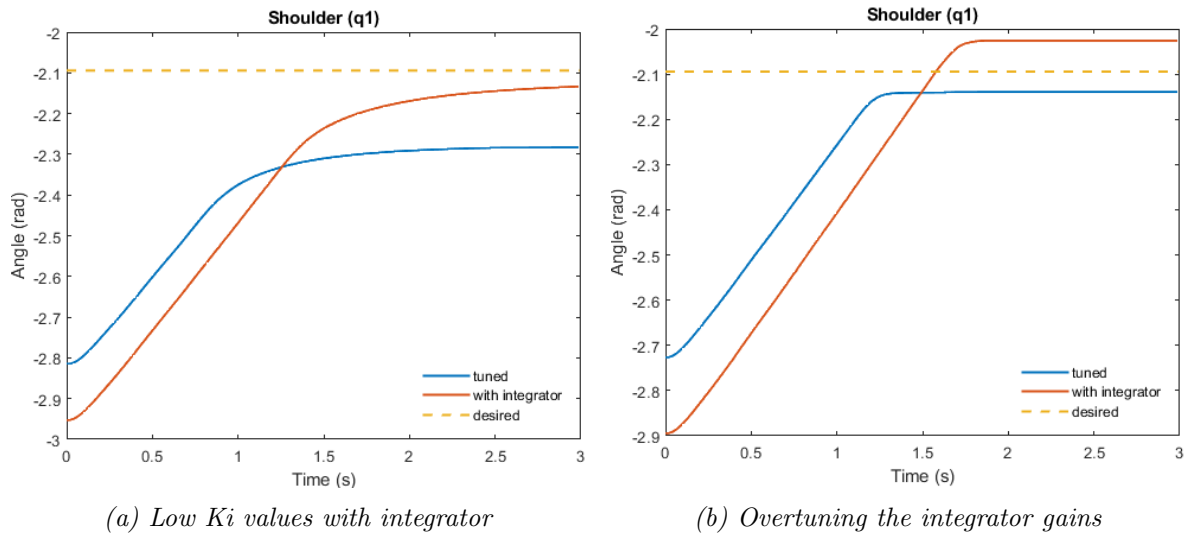 Shoulder (q1)
-2
-2.1
-2.2
-2.3
-2.4
-2.5
-2.6
-2.7
-2.8
-2.9
-3
Angle (rad)
tuned
with integrator
desired
0
0.5
1
1.5
2
2.5
3
Time (s)
(a) Low Ki values with integrator
Shoulder (q1)
-2
-2.1
-2.2
-2.3
-2.4
-2.5
-2.6
-2.7
-2.8
-2.9
Angle (rad)
tuned
with integrator
desired
0
0.5
1
1.5
2
2.5
3
Time (s)
(b) Overtuning the integrator gains